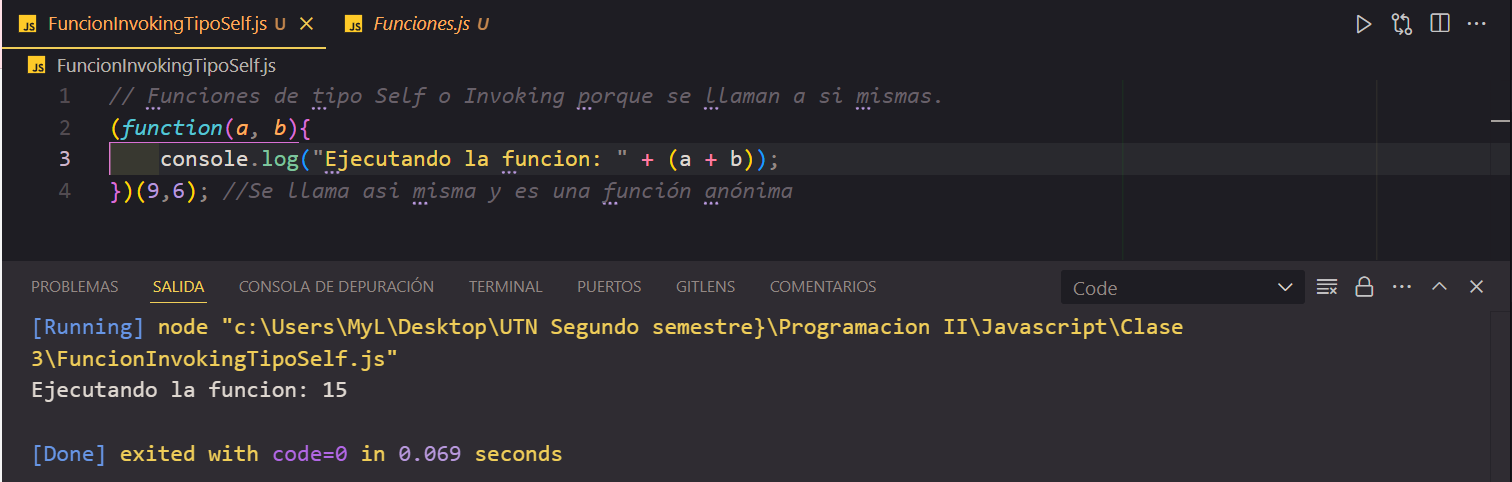 JS FuncionInvokingTipoSelf.js U JS Funciones.js U
JS FuncionInvokingTipoSelf.js
1 // Funciones de tipo Self o Invoking porque se llaman a si mismas.
2 (function(a, b){
3 console.log("Ejecutando la funcion: " + (a + b));
4 })(9,6); //Se llama asi misma y es una función anónima
PROBLEMAS SALIDA CONSOLA DE DEPURACIÓN TERMINAL PUERTOS GITLENS COMENTARIOS Code
[Running] node "c:\Users\MyL\Desktop\UTN Segundo semestre}\Programacion II\Javascript\Clase
3\FuncionInvokingTipoSelf.js"
Ejecutando la funcion: 15
[Done] exited with code=0 in 0.069 seconds